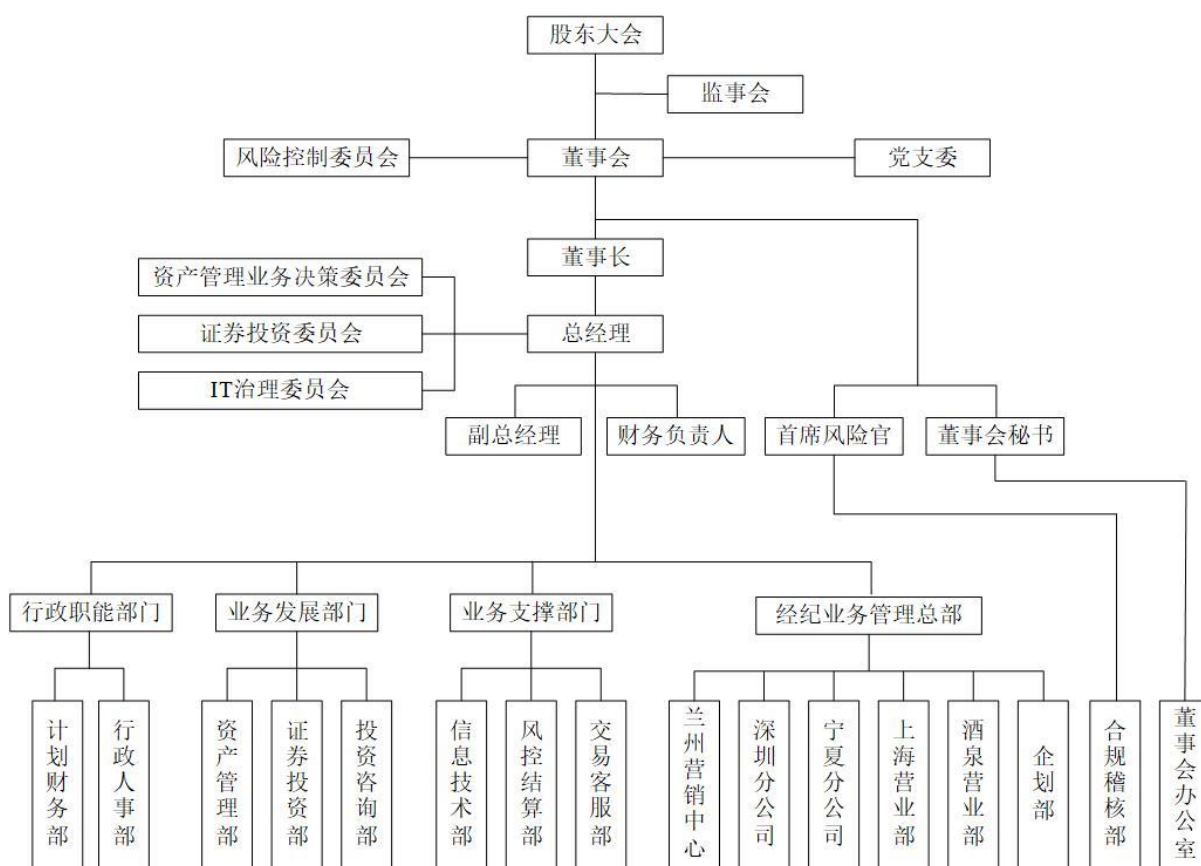 股东大会
监事会
风险控制委员会
董事会
党支委
董事长
资产管理业务决策委员会
证券投资委员会
总经理
IT治理委员会
副总经理
财务负责人
首席风险官
董事会秘书
行政职能部门
业务发展部门
业务支撑部门
经纪业务管理总部
计划财务部
行政人事部
资产管理部
证券投资部
投资咨询部
信息技术部
风控结算部
交易客服部
兰州营销中心
深圳分公司
宁夏分公司
上海营业部
酒泉营业部
企划部
合规稽核部
董事会办公室